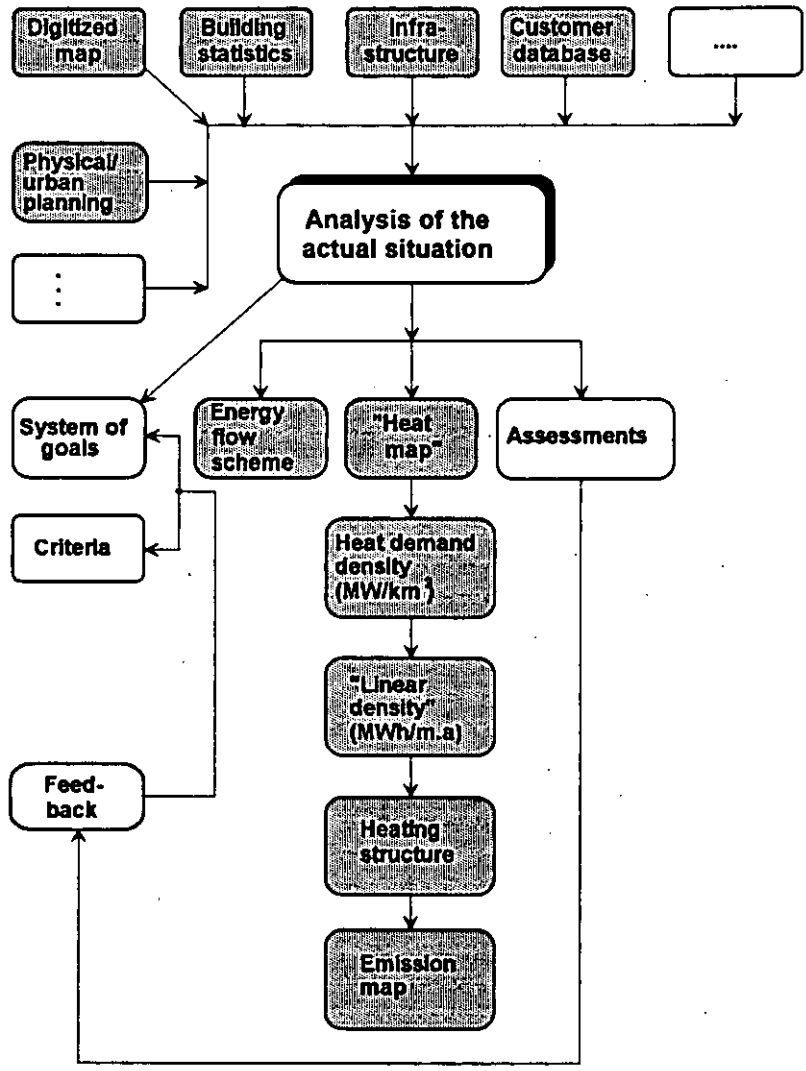 Digitized
map
Building
statistics
Infra-
structure
Customer
database
....
Physical/
urban
planning
Analysis of the
actual situation
⋮
System of
goals
Energy
flow
scheme
"Heat
map"
Assessments
Criteria
Heat demand
density
(MW/km²)
"Linear
density"
(MWh/m.a)
Feed-
back
Heating
structure
Emission
map